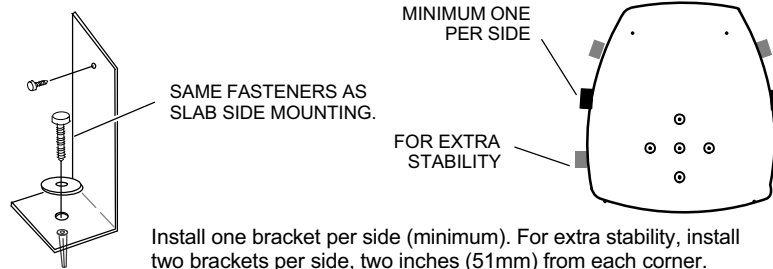 MINIMUM ONE
PER SIDE
SAME FASTENERS AS
SLAB SIDE MOUNTING.
FOR EXTRA
STABILITY
Install one bracket per side (minimum). For extra stability, install
two brackets per side, two inches (51mm) from each corner.